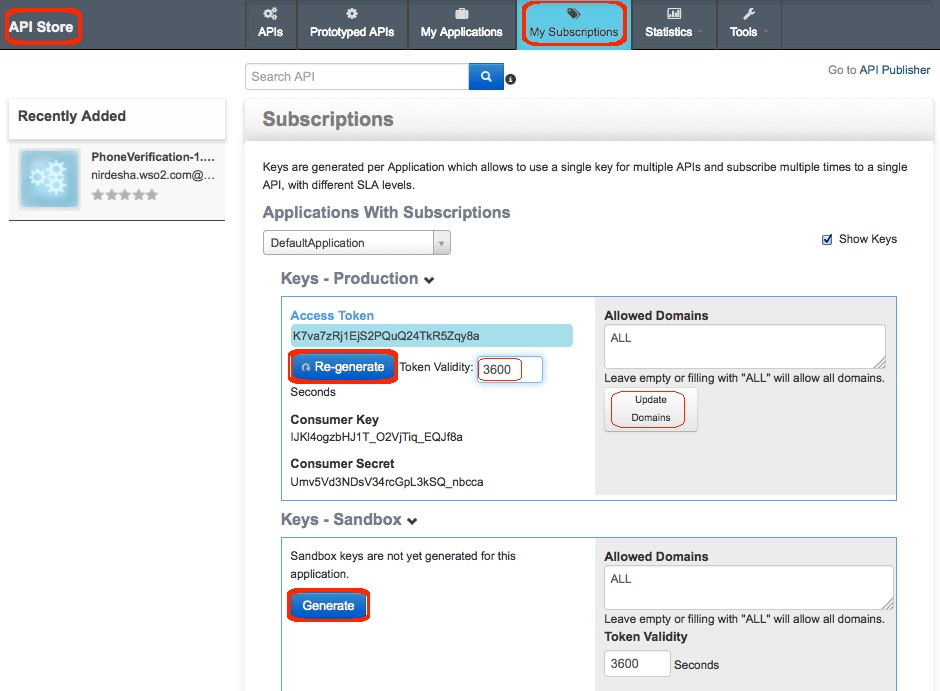 API Store
APIs
Prototyped APIs
My Applications
My Subscriptions
Statistics
Tools
Search API
Go to API Publisher
Recently Added
PhoneVerification-1....
nirdesha.wso2.com@...
Subscriptions
Keys are generated per Application which allows to use a single key for multiple APIs and subscribe multiple times to a single
API, with different SLA levels.
Applications With Subscriptions
DefaultApplication
Show Keys
Keys - Production
Access Token
K7va7zRj1EjS2PQuQ24TkR5Zqy8a
Re-generate
Token Validity:
3600
Seconds
Consumer Key
IJKl4ogzbHJ1T_O2VjTiq_EQJf8a
Consumer Secret
Umv5Vd3NDsV34rcGpL3kSQ_nbcca
Allowed Domains
ALL
Leave empty or filling with "ALL" will allow all domains.
Update
Domains
Keys - Sandbox
Sandbox keys are not yet generated for this
application.
Generate
Allowed Domains
ALL
Leave empty or filling with "ALL" will allow all domains.
Token Validity
3600
Seconds